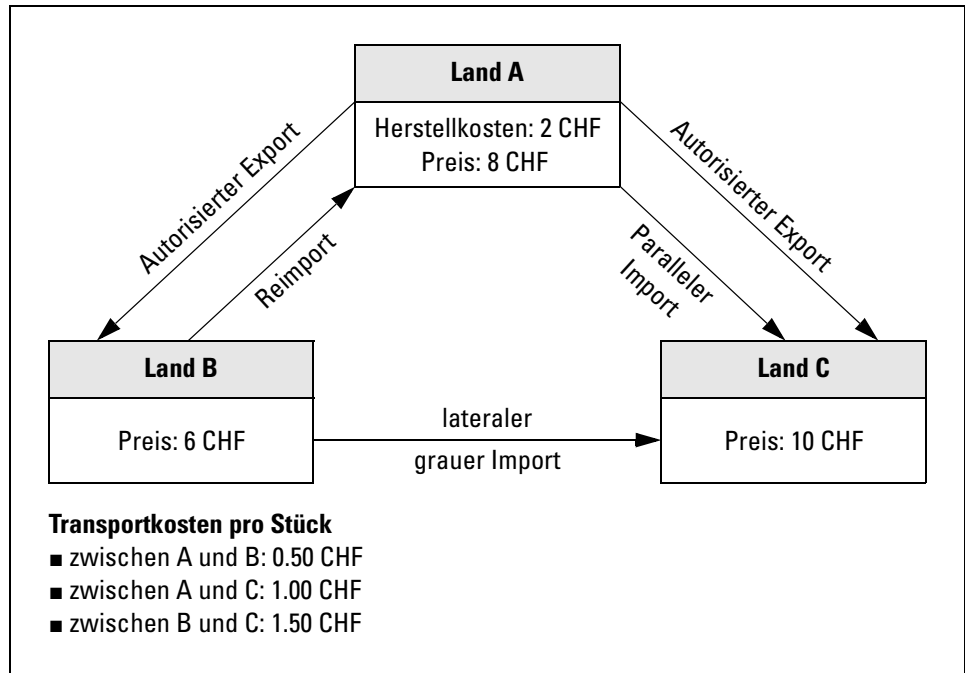 Land A
Herstellkosten: 2 CHF
Preis: 8 CHF
Autorisierter Export
Reimport
Paralleler
Import
Autorisierter Export
Land B
Preis: 6 CHF
lateraler
grauer Import
Land C
Preis: 10 CHF
Transportkosten pro Stück
■ zwischen A und B: 0.50 CHF
■ zwischen A und C: 1.00 CHF
■ zwischen B und C: 1.50 CHF